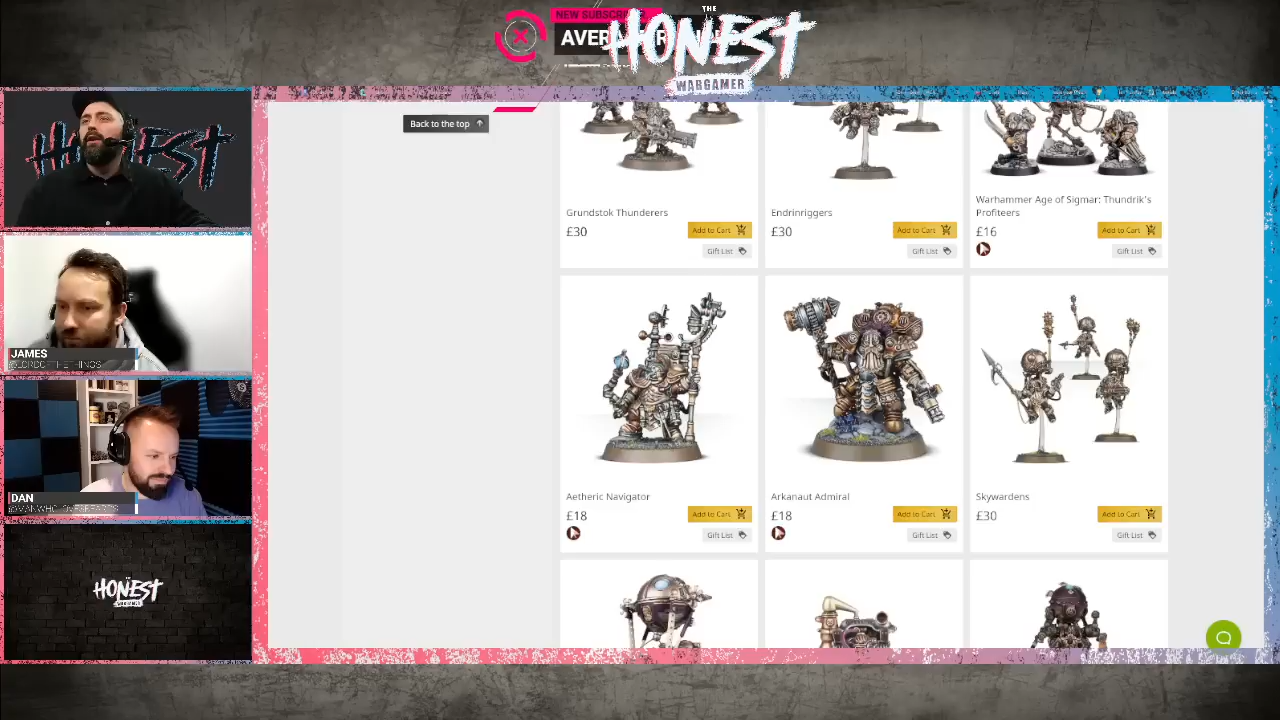 NEW SUBSCRI
AVER
THE
HONEST
WARGAMER
Back to the top
Grundstok Thunderers
£30
Add to Cart
Gift List
Endrinriggers
£30
Add to Cart
Gift List
Warhammer Age of Sigmar: Thundrik's
Profiteers
£16
Add to Cart
Gift List
JAMES
DAN
HONEST
WARGAMER
Aetheric Navigator
£18
Add to Cart
Gift List
Arkanaut Admiral
£18
Add to Cart
Gift List
Skywardens
£30
Add to Cart
Gift List